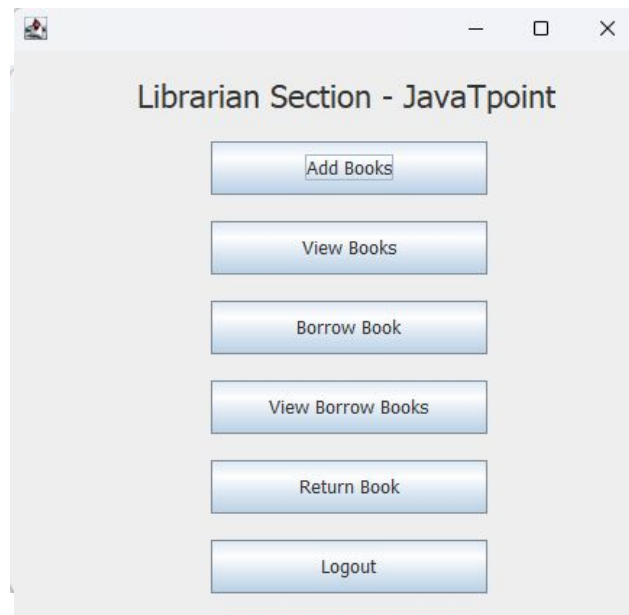 Librarian Section - JavaTpoint
Add Books
View Books
Borrow Book
View Borrow Books
Return Book
Logout